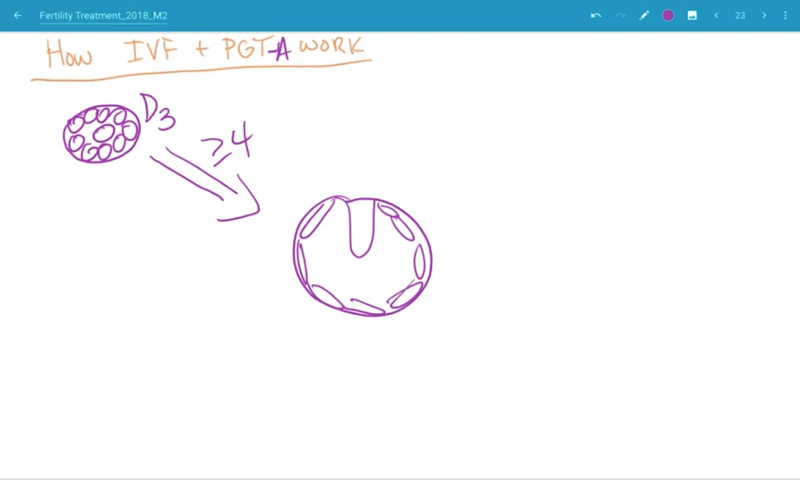 Fertility Treatment_2018_M2
23
How IVF + PGT-A WORK
D3
≥4